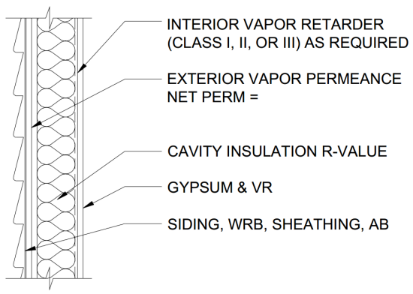 INTERIOR VAPOR RETARDER
(CLASS I, II, OR III) AS REQUIRED
EXTERIOR VAPOR PERMEANCE
NET PERM =
CAVITY INSULATION R-VALUE
GYPSUM & VR
SIDING, WRB, SHEATHING, AB